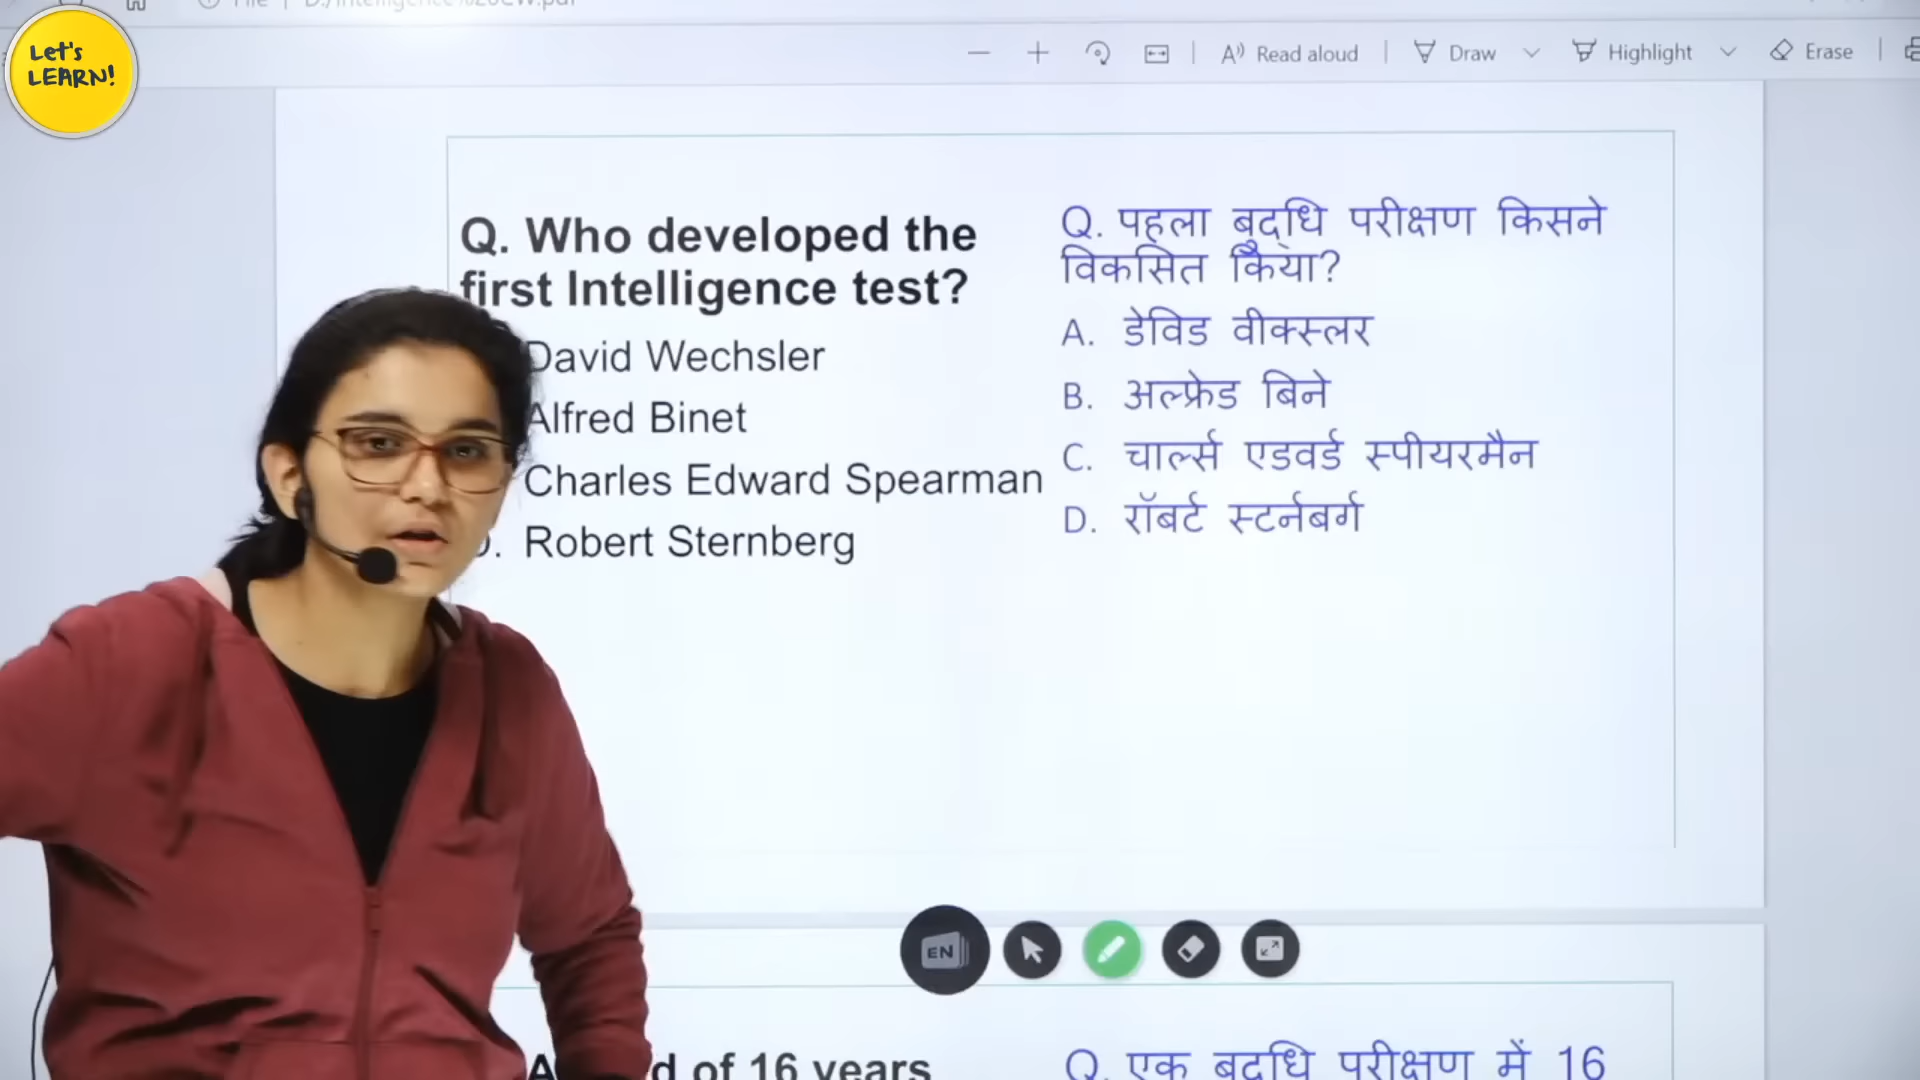 Let's
LEARN!
Read aloud
Draw
Highlight
Erase
Q. Who developed the
first Intelligence test?
David Wechsler
Alfred Binet
Charles Edward Spearman
Robert Sternberg
Q. पहला बुद्धि परीक्षण किसने
विकसित किया?
A. डेविड वीक्स्लर
B. अल्फ्रेड बिने
C. चार्ल्स एडवर्ड स्पीयरमैन
D. रॉबर्ट स्टर्नबर्ग
EN
of 16 years
Q. एक बुद्धि परीक्षण में 16